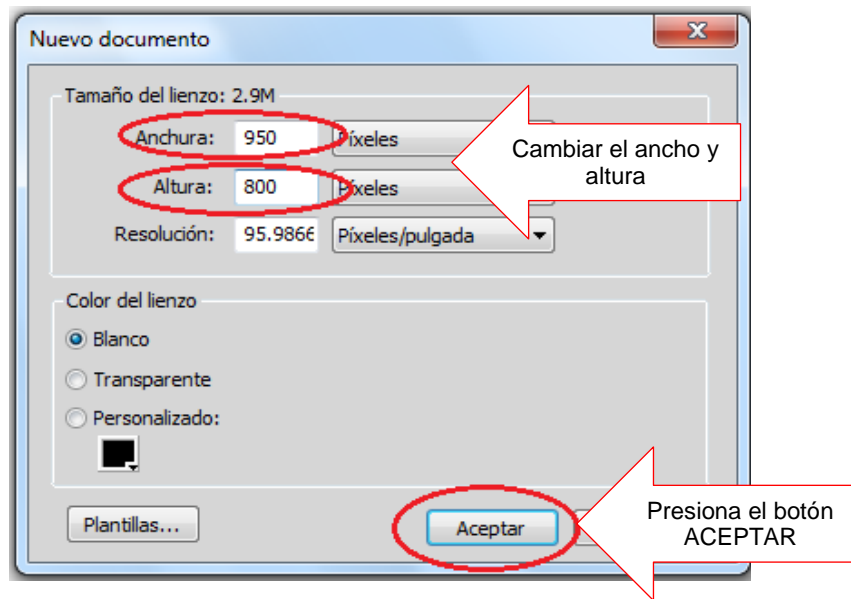 Nuevo documento
Tamaño del lienzo: 2.9M
Anchura: 950 Píxeles
Cambiar el ancho y
altura
Altura: 800 Píxeles
Resolución: 95.9866 Píxeles/pulgada
Color del lienzo
Blanco
Transparente
Personalizado:
Plantillas...
Aceptar
Presiona el botón
ACEPTAR